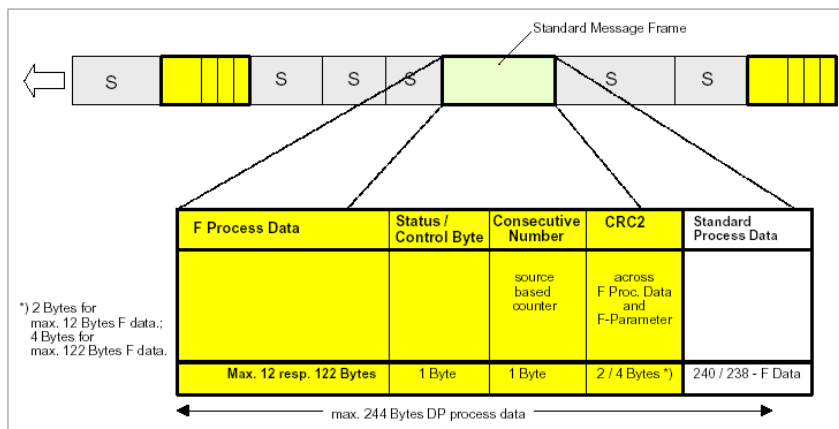 Standard Message Frame
S S S S S S
F Process Data
Status /
Control Byte
Consecutive
Number
CRC2
Standard
Process Data
source
based
counter
across
F Proc. Data
and
F-Parameter
*) 2 Bytes for
max. 12 Bytes F data.;
4 Bytes for
max. 122 Bytes F data.
Max. 12 resp. 122 Bytes
1 Byte
1 Byte
2 / 4 Bytes *)
240 / 238 - F Data
max. 244 Bytes DP process data